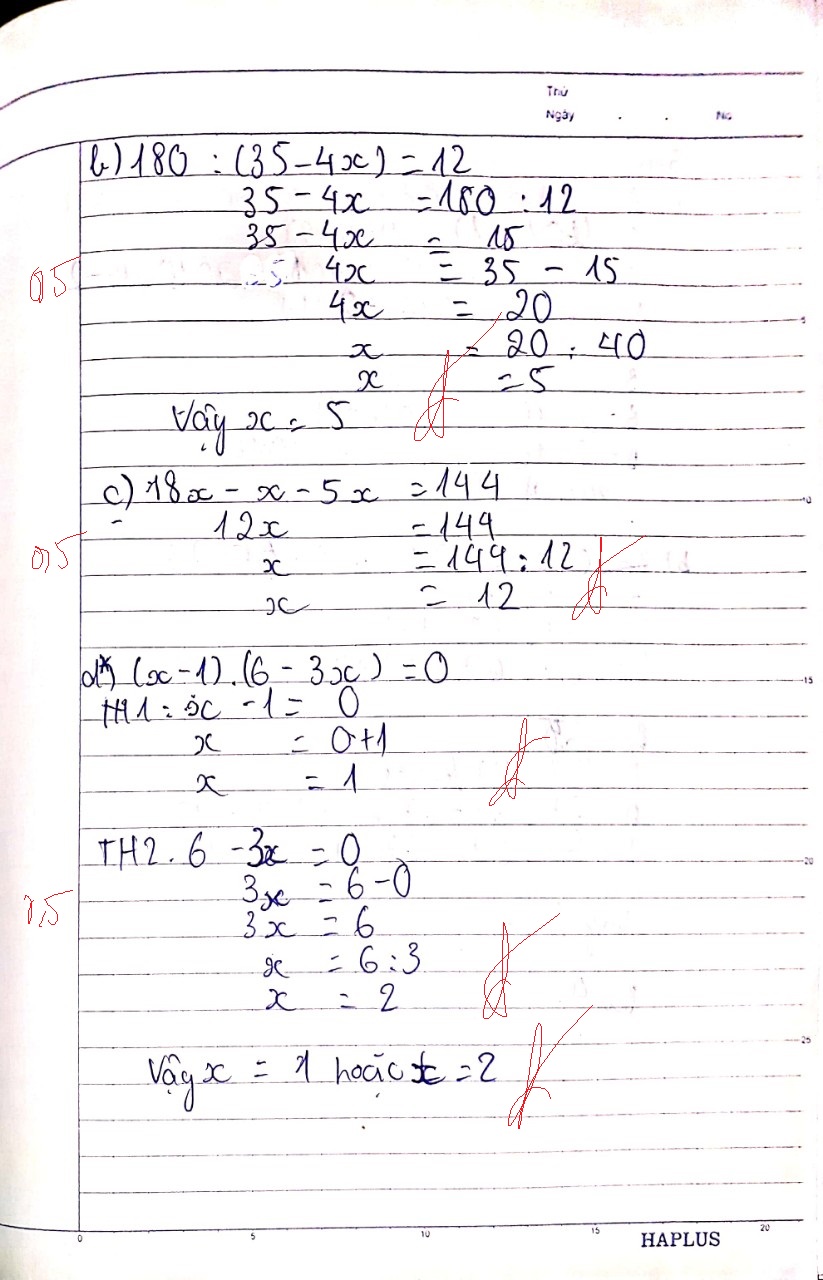 Thứ
Ngày . . No
b) 180 : (35 - 4x) = 12
35 - 4x = 180 : 12
35 - 4x = 15
0,5
4x = 35 - 15
4x = 20
x = 20 : 40
x = 5
Vậy x = 5
c) 18x - x - 5x = 144
12x = 144
0,5
x = 144 : 12
x = 12
d*) (x - 1) . (6 - 3x) = 0
TH1 : x - 1 = 0
x = 0 + 1
x = 1
TH2 . 6 - 3x = 0
3x = 6 - 0
3x = 6
x = 6 : 3
x = 2
Vậy x = 1 hoặc x = 2
5
10
15
20
25
0 5 10 15 20
HAPLUS